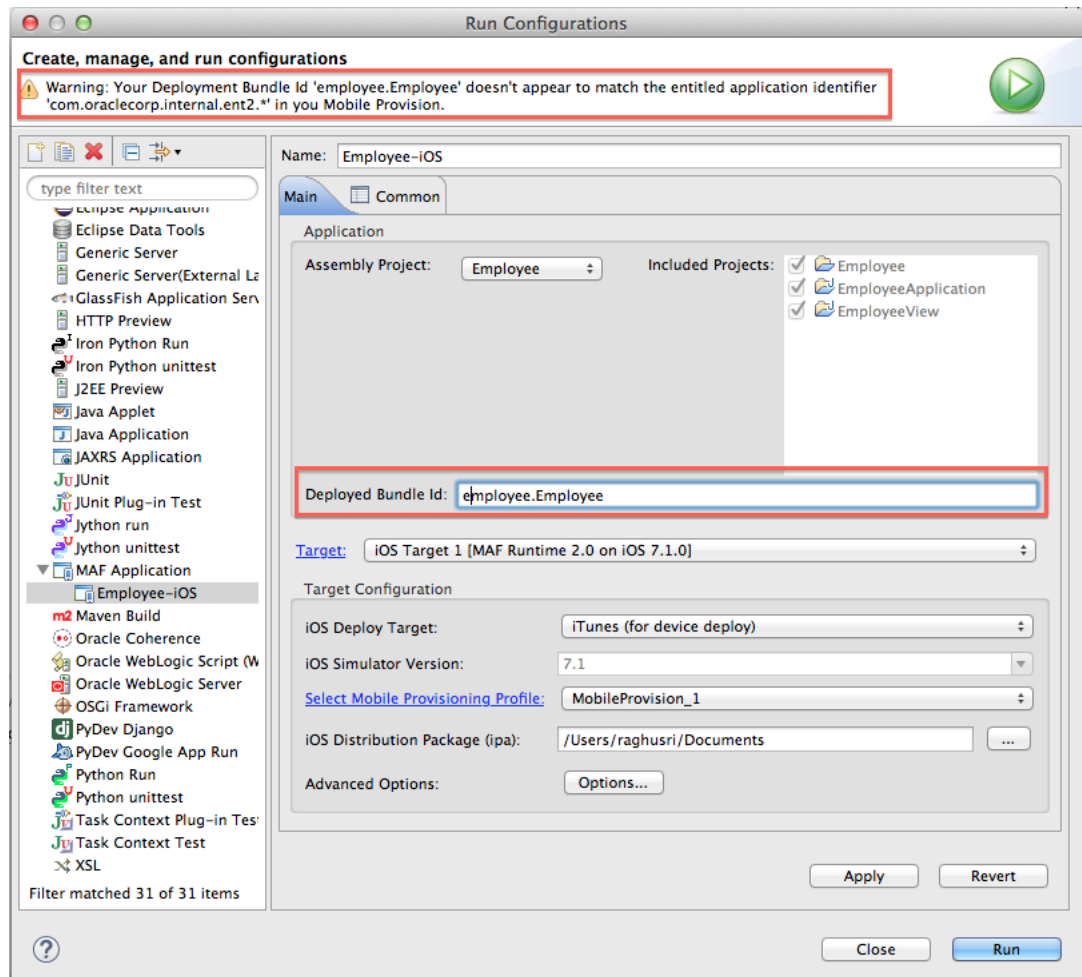 Run Configurations
Create, manage, and run configurations
Warning: Your Deployment Bundle Id 'employee.Employee' doesn't appear to match the entitled application identifier
'com.oraclecorp.internal.ent2.*' in you Mobile Provision.
type filter text
Eclipse Application
Eclipse Data Tools
Generic Server
Generic Server(External La
GlassFish Application Serv
HTTP Preview
Iron Python Run
Iron Python unittest
J2EE Preview
Java Applet
Java Application
JAXRS Application
JUnit
JUnit Plug-in Test
Jython run
Jython unittest
MAF Application
Employee-iOS
Maven Build
Oracle Coherence
Oracle WebLogic Script (W
Oracle WebLogic Server
OSGi Framework
PyDev Django
PyDev Google App Run
Python Run
Python unittest
Task Context Plug-in Tes
Task Context Test
XSL
Filter matched 31 of 31 items
Name: Employee-iOS
Main Common
Application
Assembly Project: Employee
Included Projects: Employee
EmployeeApplication
EmployeeView
Deployed Bundle Id: employee.Employee
Target: iOS Target 1 [MAF Runtime 2.0 on iOS 7.1.0]
Target Configuration
iOS Deploy Target: iTunes (for device deploy)
iOS Simulator Version: 7.1
Select Mobile Provisioning Profile: MobileProvision_1
iOS Distribution Package (ipa): /Users/raghusri/Documents ...
Advanced Options: Options...
Apply Revert
? Close Run